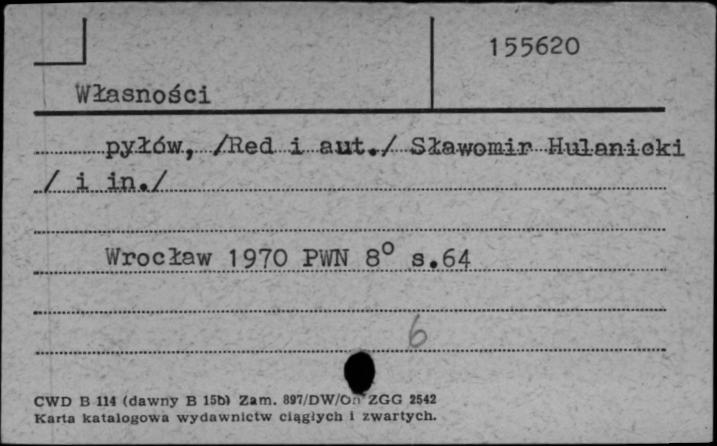 155620
Własności
pyłów, /Red i aut./ Sławomir Hulanicki
/ i in./
Wrocław 1970 PWN 8° s.64
6
CWD B 114 (dawny B 15b) Zam. 897/DW/On ZGG 2542
Karta katalogowa wydawnictw ciągłych i zwartych.